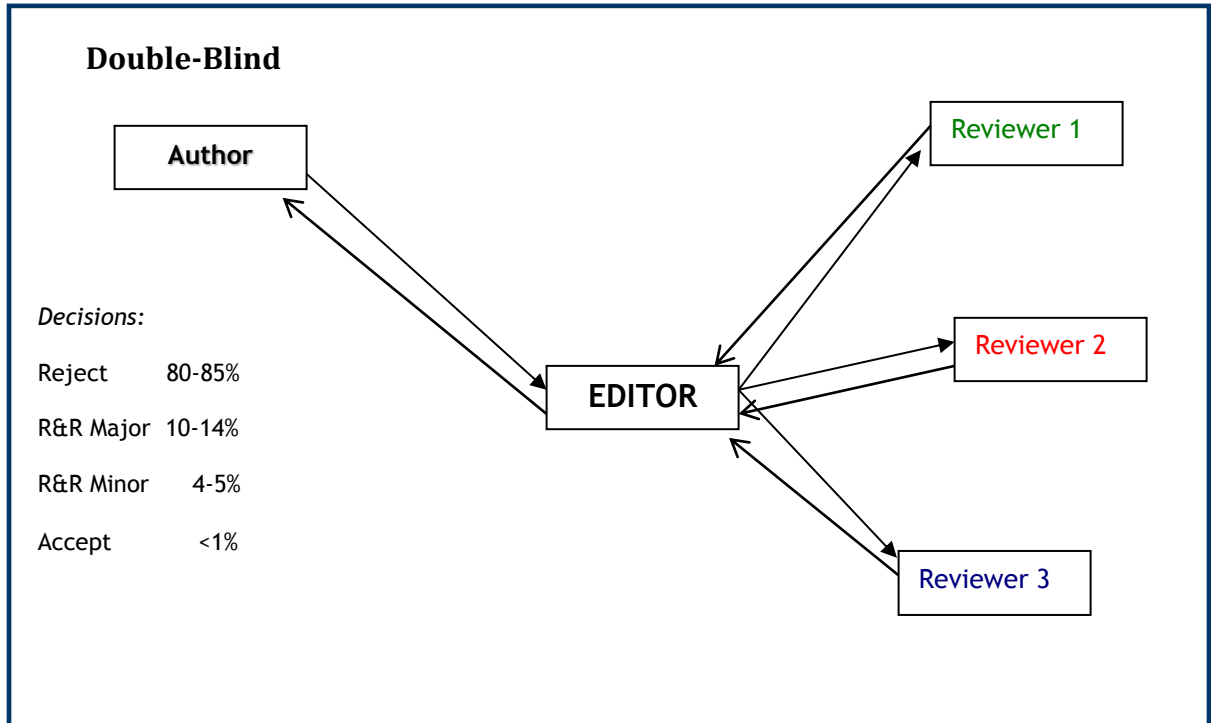 Double-Blind
Author
Reviewer 1
Decisions:
Reviewer 2
Reject 80-85%
EDITOR
R&R Major 10-14%
R&R Minor 4-5%
Accept <1%
Reviewer 3